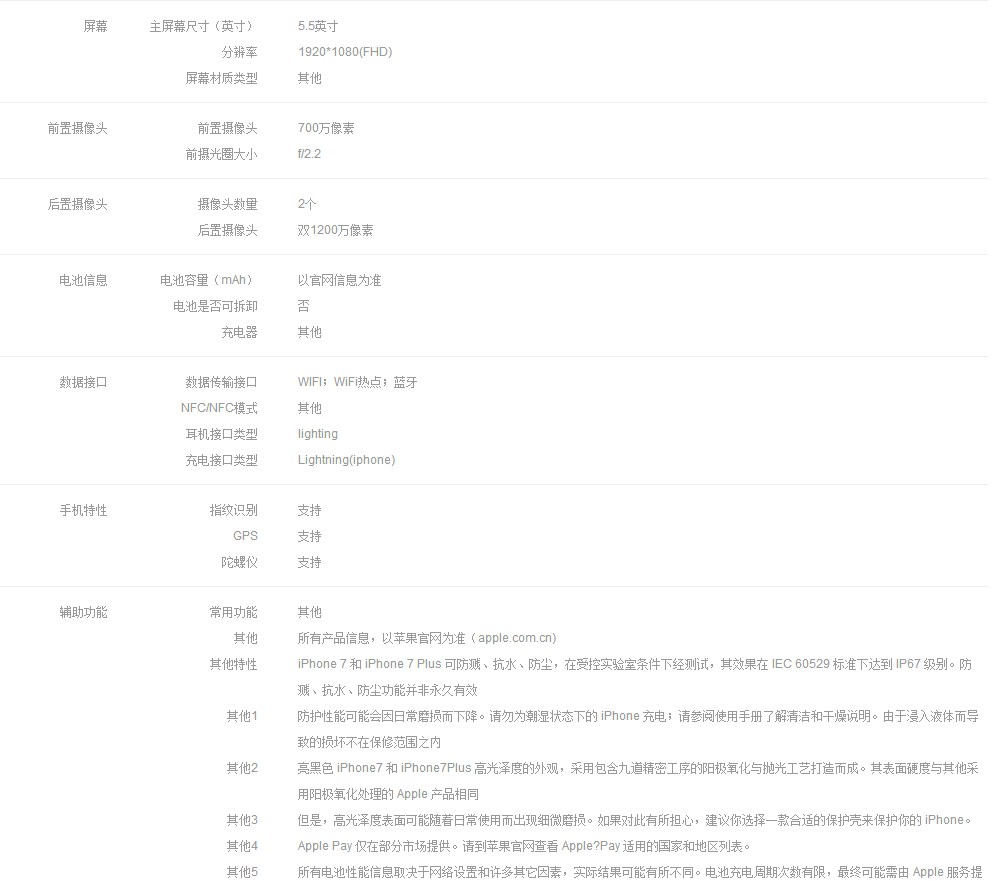 屏幕 主屏幕尺寸（英寸） 5.5英寸
分辨率 1920*1080(FHD)
屏幕材质类型 其他
前置摄像头 前置摄像头 700万像素
前摄光圈大小 f/2.2
后置摄像头 摄像头数量 2个
后置摄像头 双1200万像素
电池信息 电池容量（mAh） 以官网信息为准
电池是否可拆卸 否
充电器 其他
数据接口 数据传输接口 WIFI；WiFi热点；蓝牙
NFC/NFC模式 其他
耳机接口类型 lighting
充电接口类型 Lightning(iphone)
手机特性 指纹识别 支持
GPS 支持
陀螺仪 支持
辅助功能 常用功能 其他
其他 所有产品信息，以苹果官网为准（apple.com.cn)
其他特性 iPhone 7 和 iPhone 7 Plus 可防溅、抗水、防尘，在受控实验室条件下经测试，其效果在 IEC 60529 标准下达到 IP67 级别。防
溅、抗水、防尘功能并非永久有效
其他1 防护性能可能会因日常磨损而下降。请勿为潮湿状态下的 iPhone 充电；请参阅使用手册了解清洁和干燥说明。由于浸入液体而导
致的损坏不在保修范围之内
其他2 亮黑色 iPhone7 和 iPhone7Plus 高光泽度的外观，采用包含九道精密工序的阳极氧化与抛光工艺打造而成。其表面硬度与其他采
用阳极氧化处理的 Apple 产品相同
其他3 但是，高光泽度表面可能随着日常使用而出现细微磨损。如果对此有所担心，建议你选择一款合适的保护壳来保护你的 iPhone。
其他4 Apple Pay 仅在部分市场提供。请到苹果官网查看 Apple?Pay 适用的国家和地区列表。
其他5 所有电池性能信息取决于网络设置和许多其它因素，实际结果可能有所不同。电池充电周期次数有限，最终可能需由 Apple 服务提